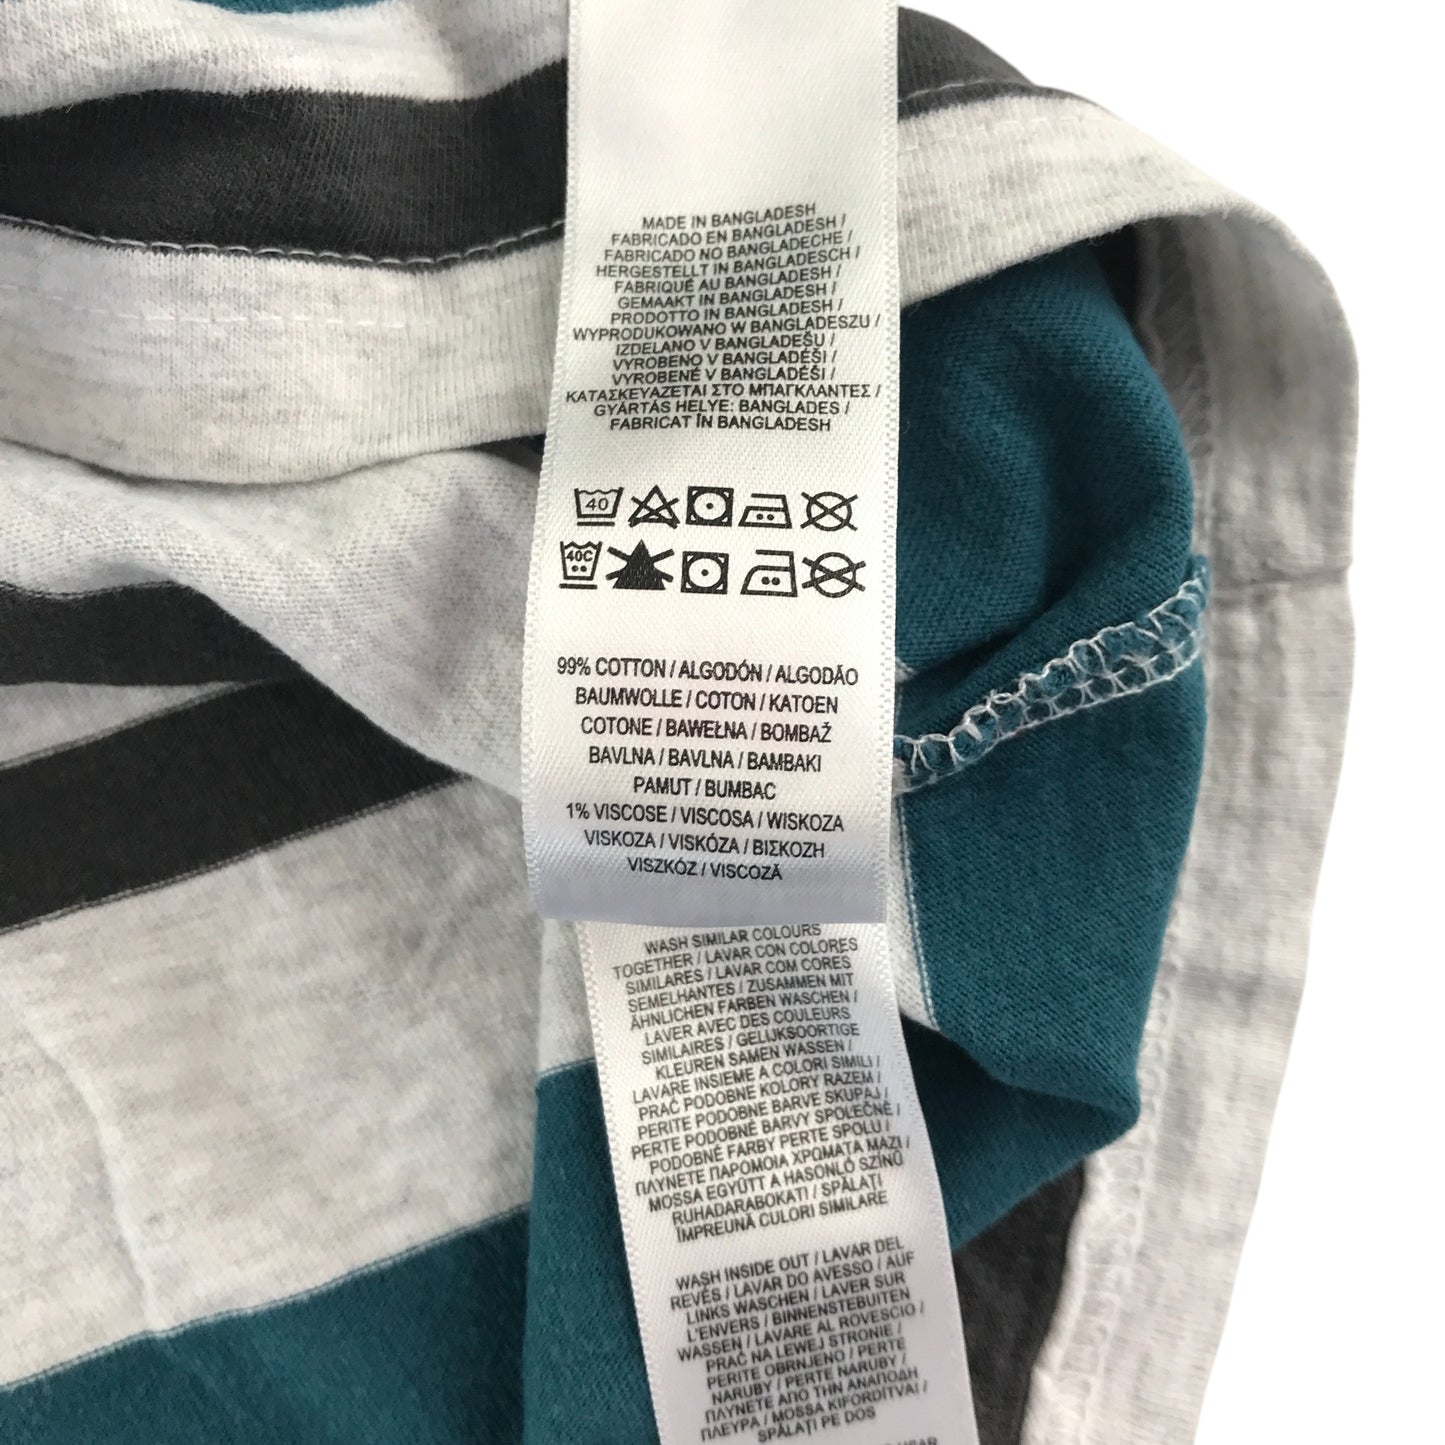 MADE IN BANGLADESH
FABRICADO EN BANGLADESH /
FABRICADO NO BANGLADECHE /
HERGESTELLT IN BANGLADESCH /
FABRIQUÉ AU BANGLADESH /
GEMAAKT IN BANGLADESH /
PRODOTTO IN BANGLADESH /
WYPRODUKOWANO W BANGLADESZU /
IZDELANO V BANGLADEŠU /
VYROBENO V BANGLADÉŠI /
VYROBENÉ V BANGLADÉŠI /
ΚΑΤΑΣΚΕΥΑΖΕΤΑΙ ΣΤΟ ΜΠΑΓΚΛΑΝΤΕΣ /
GYÁRTÁS HELYE: BANGLADES /
FABRICAT ÎN BANGLADESH
40
40C
99% COTTON / ALGODÓN / ALGODÃO
BAUMWOLLE / COTON / KATOEN
COTONE / BAWEŁNA / BOMBAŽ
BAVLNA / BAVLNA / BAMBAKI
PAMUT / BUMBAC
1% VISCOSE / VISCOSA / WISKOZA
VISKOZA / VISKÓZA / ΒΙΣΚΟΖΗ
VISZKÓZ / VISCOZĂ
WASH SIMILAR COLOURS
TOGETHER / LAVAR CON COLORES
SIMILARES / LAVAR COM CORES
SEMELHANTES / ZUSAMMEN MIT
ÄHNLICHEN FARBEN WASCHEN /
LAVER AVEC DES COULEURS
SIMILAIRES / GELIJKSOORTIGE
KLEUREN SAMEN WASSEN /
LAVARE INSIEME A COLORI SIMILI /
PRAĆ PODOBNE KOLORY RAZEM /
PERITE PODOBNE BARVE SKUPAJ /
PERTE PODOBNÉ BARVY SPOLEČNĚ /
PODOBNÉ FARBY PERTE SPOLU /
ΠΛΥΝΕΤΕ ΠΑΡΟΜΟΙΑ ΧΡΩΜΑΤΑ ΜΑΖΙ /
MOSSA EGYÜTT A HASONLÓ SZÍNŰ
RUHADARABOKAT / SPĂLAȚI
ÎMPREUNĂ CULORI SIMILARE
WASH INSIDE OUT / LAVAR DEL
REVÉS / LAVAR DO AVESSO / AUF
LINKS WASCHEN / LAVER SUR
L'ENVERS / BINNENSTEBUITEN
WASSEN / LAVARE AL ROVESCIO /
PRAĆ NA LEWEJ STRONIE /
PERITE OBRNJENO / PERTE
NARUBY / PERTE NARUBY /
ΠΛΥΝΕΤΕ ΑΠΟ ΤΗΝ ΑΝΑΠΟΔΗ
ΠΛΕΥΡΑ / MOSSA KIFORDÍTVA /
SPĂLAȚI PE DOS